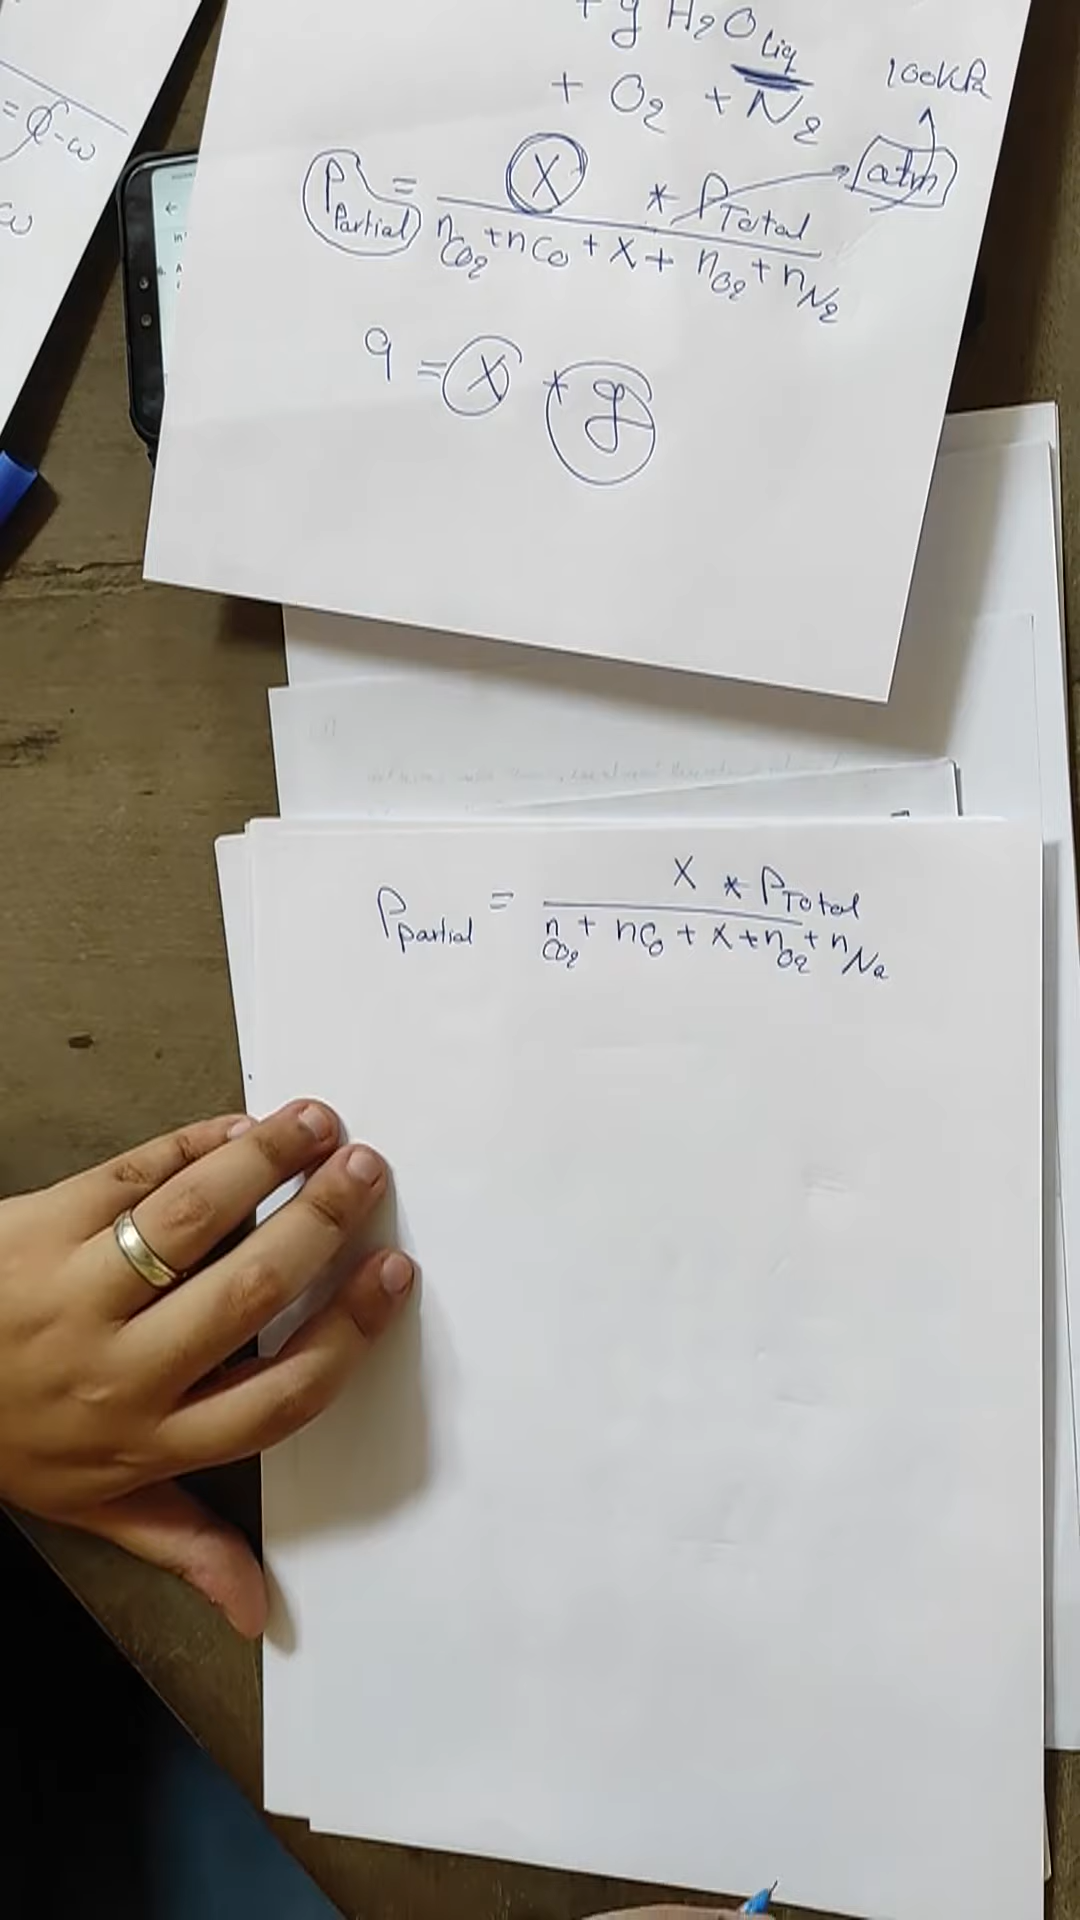 + y H2O Liq
+ O2 + N2
100KPa
P Partial = X * P Total
atm
nCO2 + nCO + X + nO2 + nN2
9 = X + y
= Q-W
W
P partial = X * P Total
nCO2 + nCO + X + nO2 + nN2